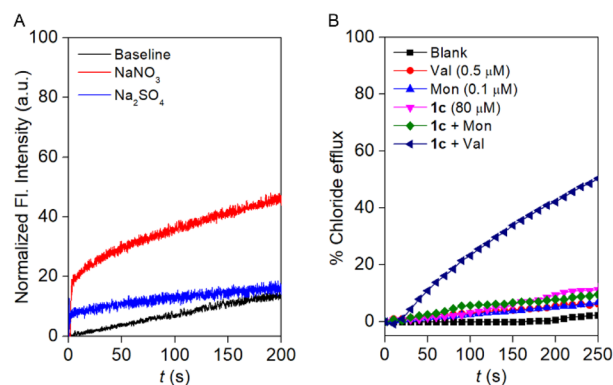 A
100
80
60
40
20
0
Normalized Fl. Intensity (a.u.)
Baseline
NaNO₃
Na₂SO₄
0 50 100 150 200
t (s)
B
100
80
60
40
20
0
% Chloride efflux
Blank
Val (0.5 μM)
Mon (0.1 μM)
1c (80 μM)
1c + Mon
1c + Val
0 50 100 150 200 250
t (s)